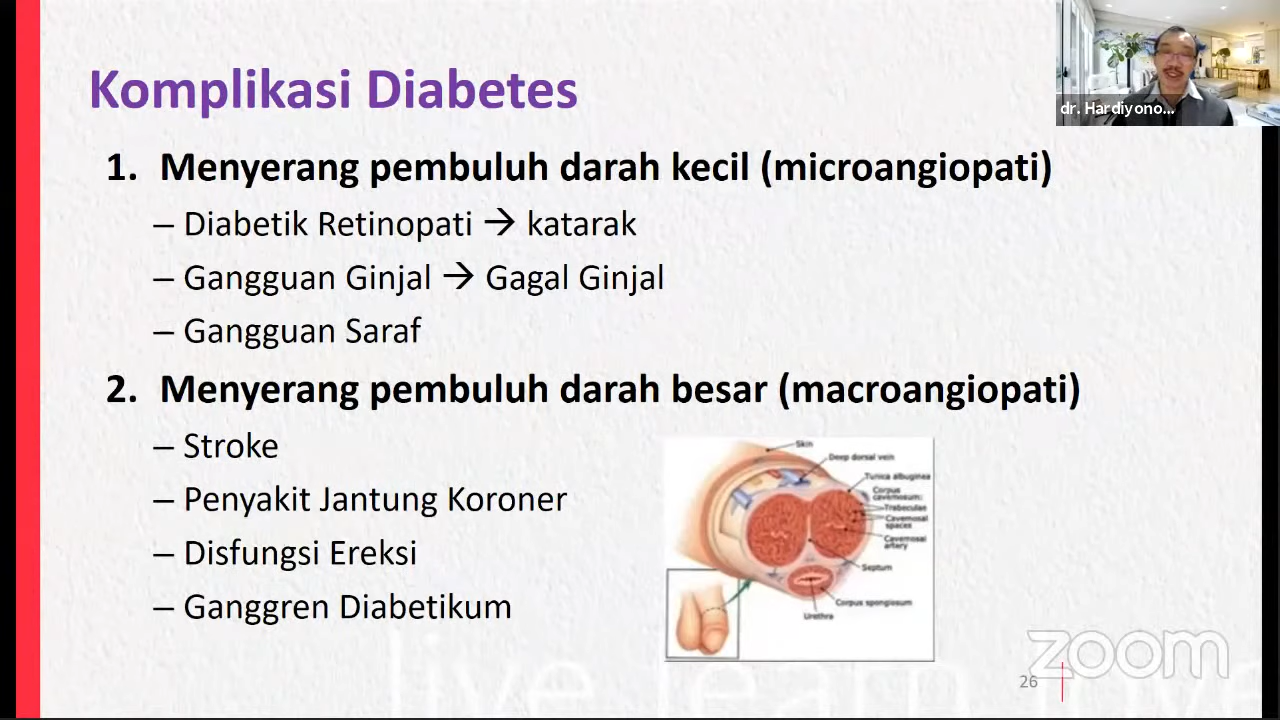 Komplikasi Diabetes
dr. Hardiyono...
1. Menyerang pembuluh darah kecil (microangiopati)
– Diabetik Retinopati → katarak
– Gangguan Ginjal → Gagal Ginjal
– Gangguan Saraf
2. Menyerang pembuluh darah besar (macroangiopati)
– Stroke
– Penyakit Jantung Koroner
– Disfungsi Ereksi
– Ganggren Diabetikum
Skin
Deep dorsal vein
Tunica albuginea
Corpus
cavernosum:
Trabeculae
Cavernosal
spaces
Cavernosal
artery
Septum
Corpus spongiosum
Urethra
zoom
26
live learn